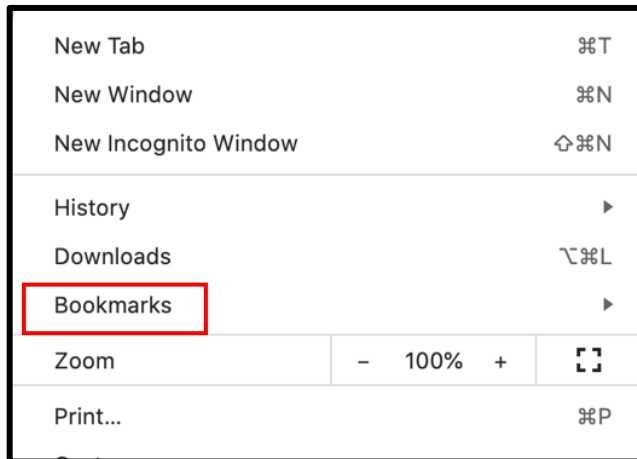 New Tab ⌘T
New Window ⌘N
New Incognito Window ⇧⌘N
History ▸
Downloads ⌥⌘L
Bookmarks ▸
Zoom − 100% +
Print... ⌘P